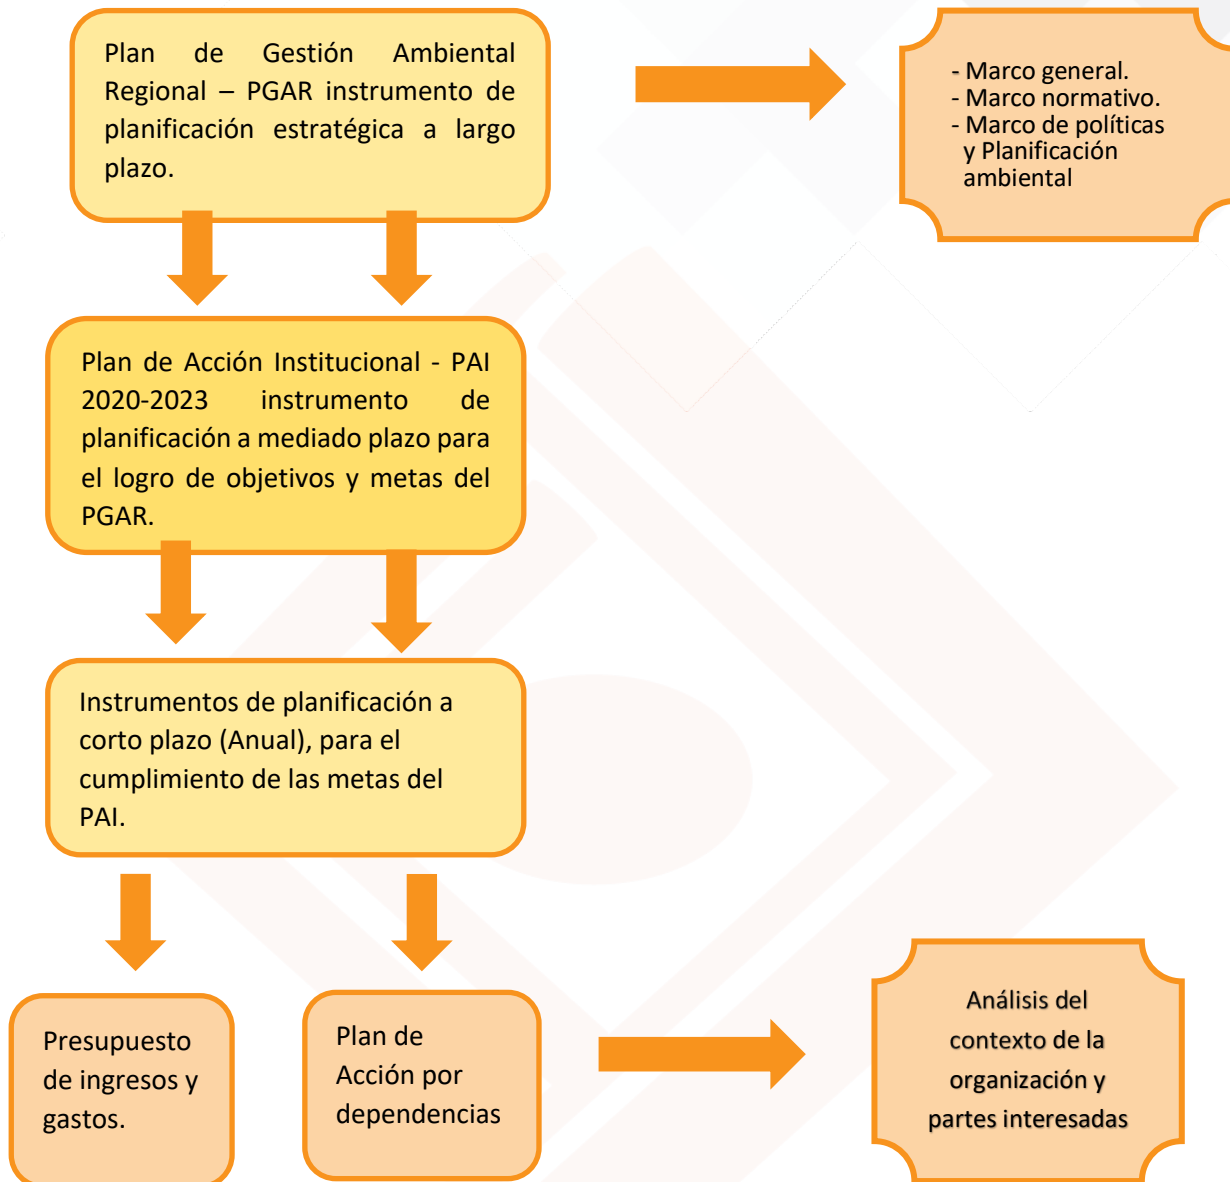 Plan de Gestión Ambiental
Regional – PGAR instrumento de
planificación estratégica a largo
plazo.
- Marco general.
- Marco normativo.
- Marco de políticas
y Planificación
ambiental
Plan de Acción Institucional - PAI
2020-2023 instrumento de
planificación a mediado plazo para
el logro de objetivos y metas del
PGAR.
Instrumentos de planificación a
corto plazo (Anual), para el
cumplimiento de las metas del
PAI.
Presupuesto
de ingresos y
gastos.
Plan de
Acción por
dependencias
Análisis del
contexto de la
organización y
partes interesadas